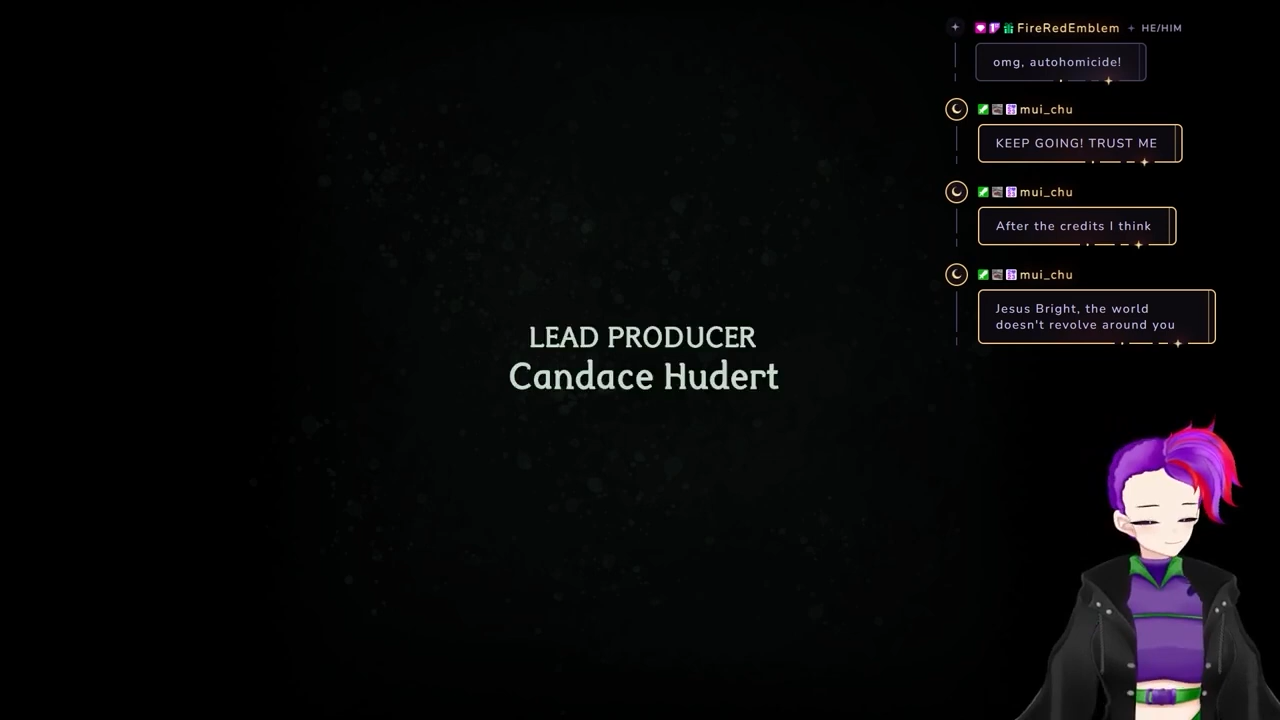 FireRedEmblem + HE/HIM
omg, autohomicide!
mui_chu
KEEP GOING! TRUST ME
mui_chu
After the credits I think
mui_chu
Jesus Bright, the world
doesn't revolve around you
LEAD PRODUCER
Candace Hudert